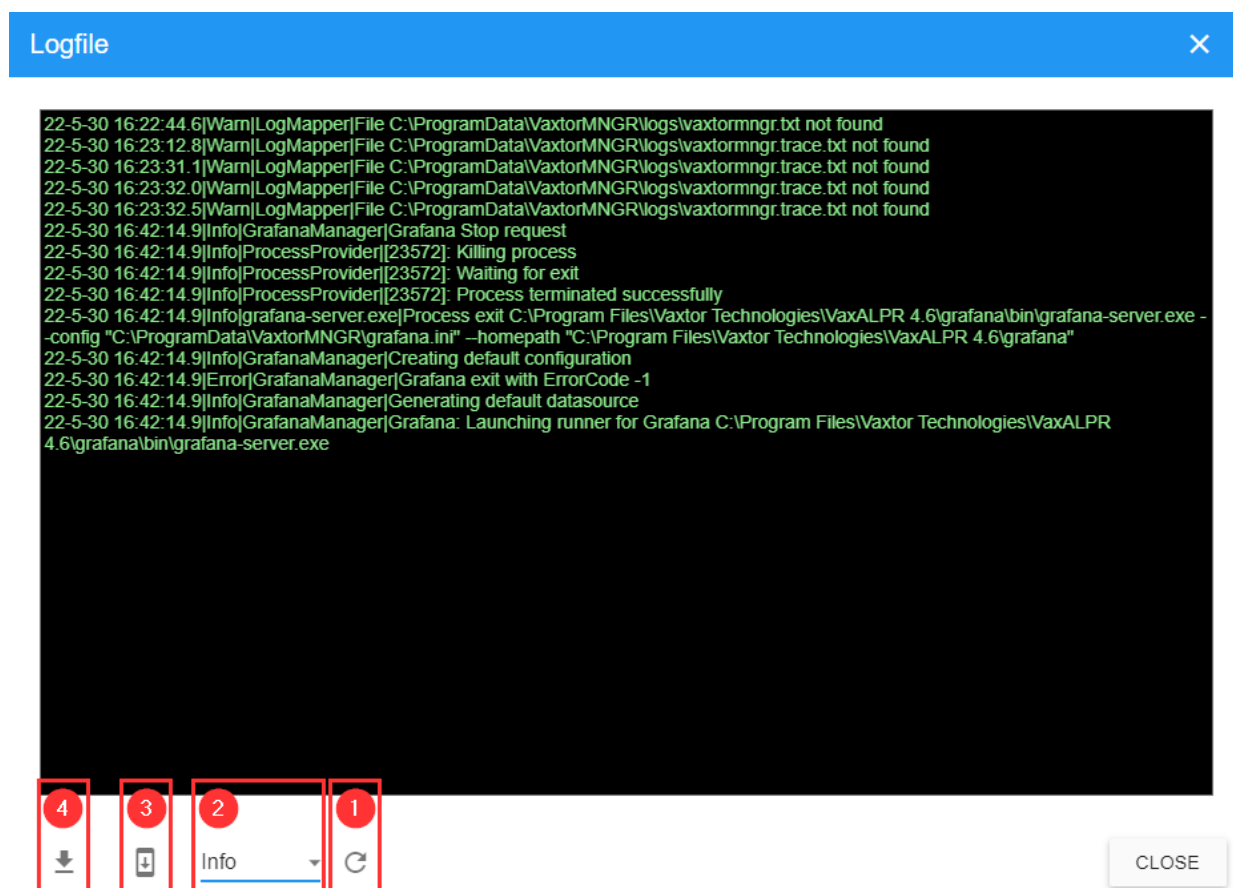 Logfile
22-5-30 16:22:44.6|Warn|LogMapper|File C:\ProgramData\VaxtorMNGR\logs\vaxtormngr.txt not found
22-5-30 16:23:12.8|Warn|LogMapper|File C:\ProgramData\VaxtorMNGR\logs\vaxtormngr.trace.txt not found
22-5-30 16:23:31.1|Warn|LogMapper|File C:\ProgramData\VaxtorMNGR\logs\vaxtormngr.trace.txt not found
22-5-30 16:23:32.0|Warn|LogMapper|File C:\ProgramData\VaxtorMNGR\logs\vaxtormngr.trace.txt not found
22-5-30 16:23:32.5|Warn|LogMapper|File C:\ProgramData\VaxtorMNGR\logs\vaxtormngr.trace.txt not found
22-5-30 16:42:14.9|Info|GrafanaManager|Grafana Stop request
22-5-30 16:42:14.9|Info|ProcessProvider|[23572]: Killing process
22-5-30 16:42:14.9|Info|ProcessProvider|[23572]: Waiting for exit
22-5-30 16:42:14.9|Info|ProcessProvider|[23572]: Process terminated successfully
22-5-30 16:42:14.9|Info|grafana-server.exe|Process exit C:\Program Files\Vaxtor Technologies\VaxALPR 4.6\grafana\bin\grafana-server.exe -
-config "C:\ProgramData\VaxtorMNGR\grafana.ini" --homepath "C:\Program Files\Vaxtor Technologies\VaxALPR 4.6\grafana"
22-5-30 16:42:14.9|Info|GrafanaManager|Creating default configuration
22-5-30 16:42:14.9|Error|GrafanaManager|Grafana exit with ErrorCode -1
22-5-30 16:42:14.9|Info|GrafanaManager|Generating default datasource
22-5-30 16:42:14.9|Info|GrafanaManager|Grafana: Launching runner for Grafana C:\Program Files\Vaxtor Technologies\VaxALPR
4.6\grafana\bin\grafana-server.exe
4 3 2 1
Info
CLOSE